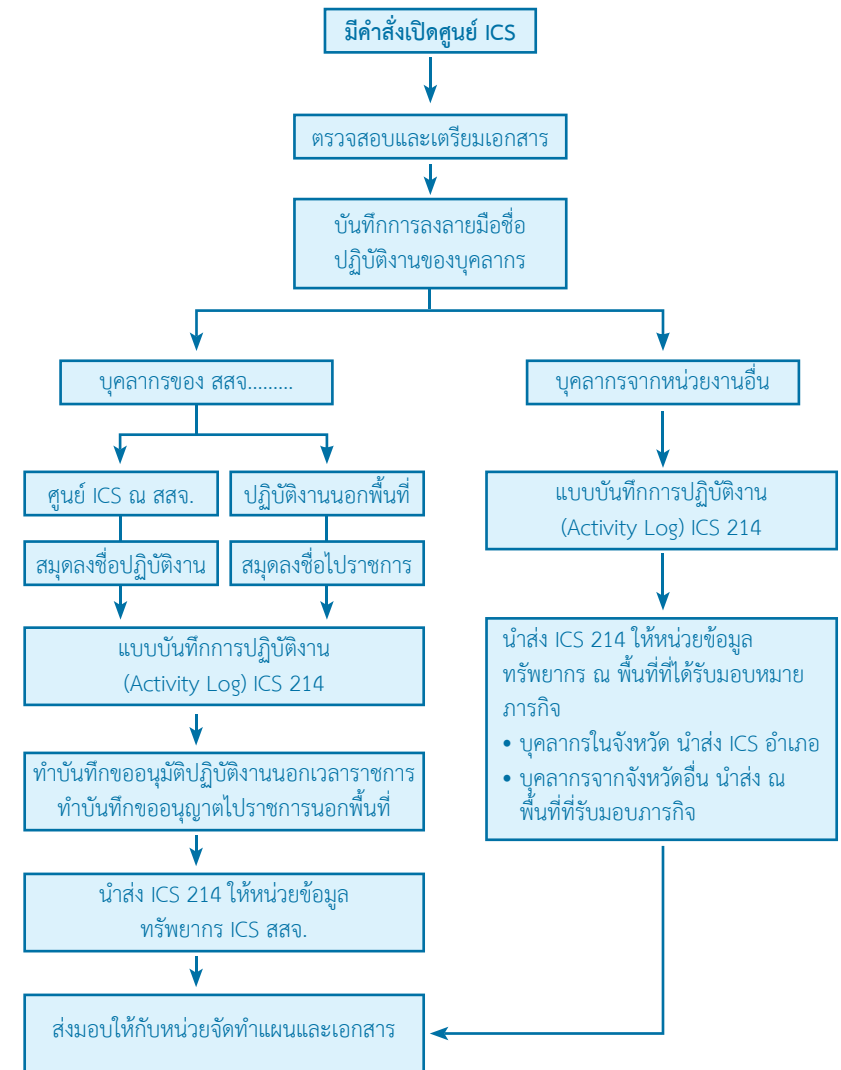 มีคำสั่งเปิดศูนย์ ICS
ตรวจสอบและเตรียมเอกสาร
บันทึกการลงลายมือชื่อ
ปฏิบัติงานของบุคลากร
บุคลากรของ สสจ.........
บุคลากรจากหน่วยงานอื่น
ศูนย์ ICS ณ สสจ.
ปฏิบัติงานนอกพื้นที่
สมุดลงชื่อปฏิบัติงาน
สมุดลงชื่อไปราชการ
แบบบันทึกการปฏิบัติงาน
(Activity Log) ICS 214
ทำบันทึกขออนุมัติปฏิบัติงานนอกเวลาราชการ
ทำบันทึกขออนุญาตไปราชการนอกพื้นที่
นำส่ง ICS 214 ให้หน่วยข้อมูล
ทรัพยากร ICS สสจ.
แบบบันทึกการปฏิบัติงาน
(Activity Log) ICS 214
นำส่ง ICS 214 ให้หน่วยข้อมูล
ทรัพยากร ณ พื้นที่ที่ได้รับมอบหมาย
ภารกิจ
• บุคลากรในจังหวัด นำส่ง ICS อำเภอ
• บุคลากรจากจังหวัดอื่น นำส่ง ณ
พื้นที่ที่รับมอบภารกิจ
ส่งมอบให้กับหน่วยจัดทำแผนและเอกสาร